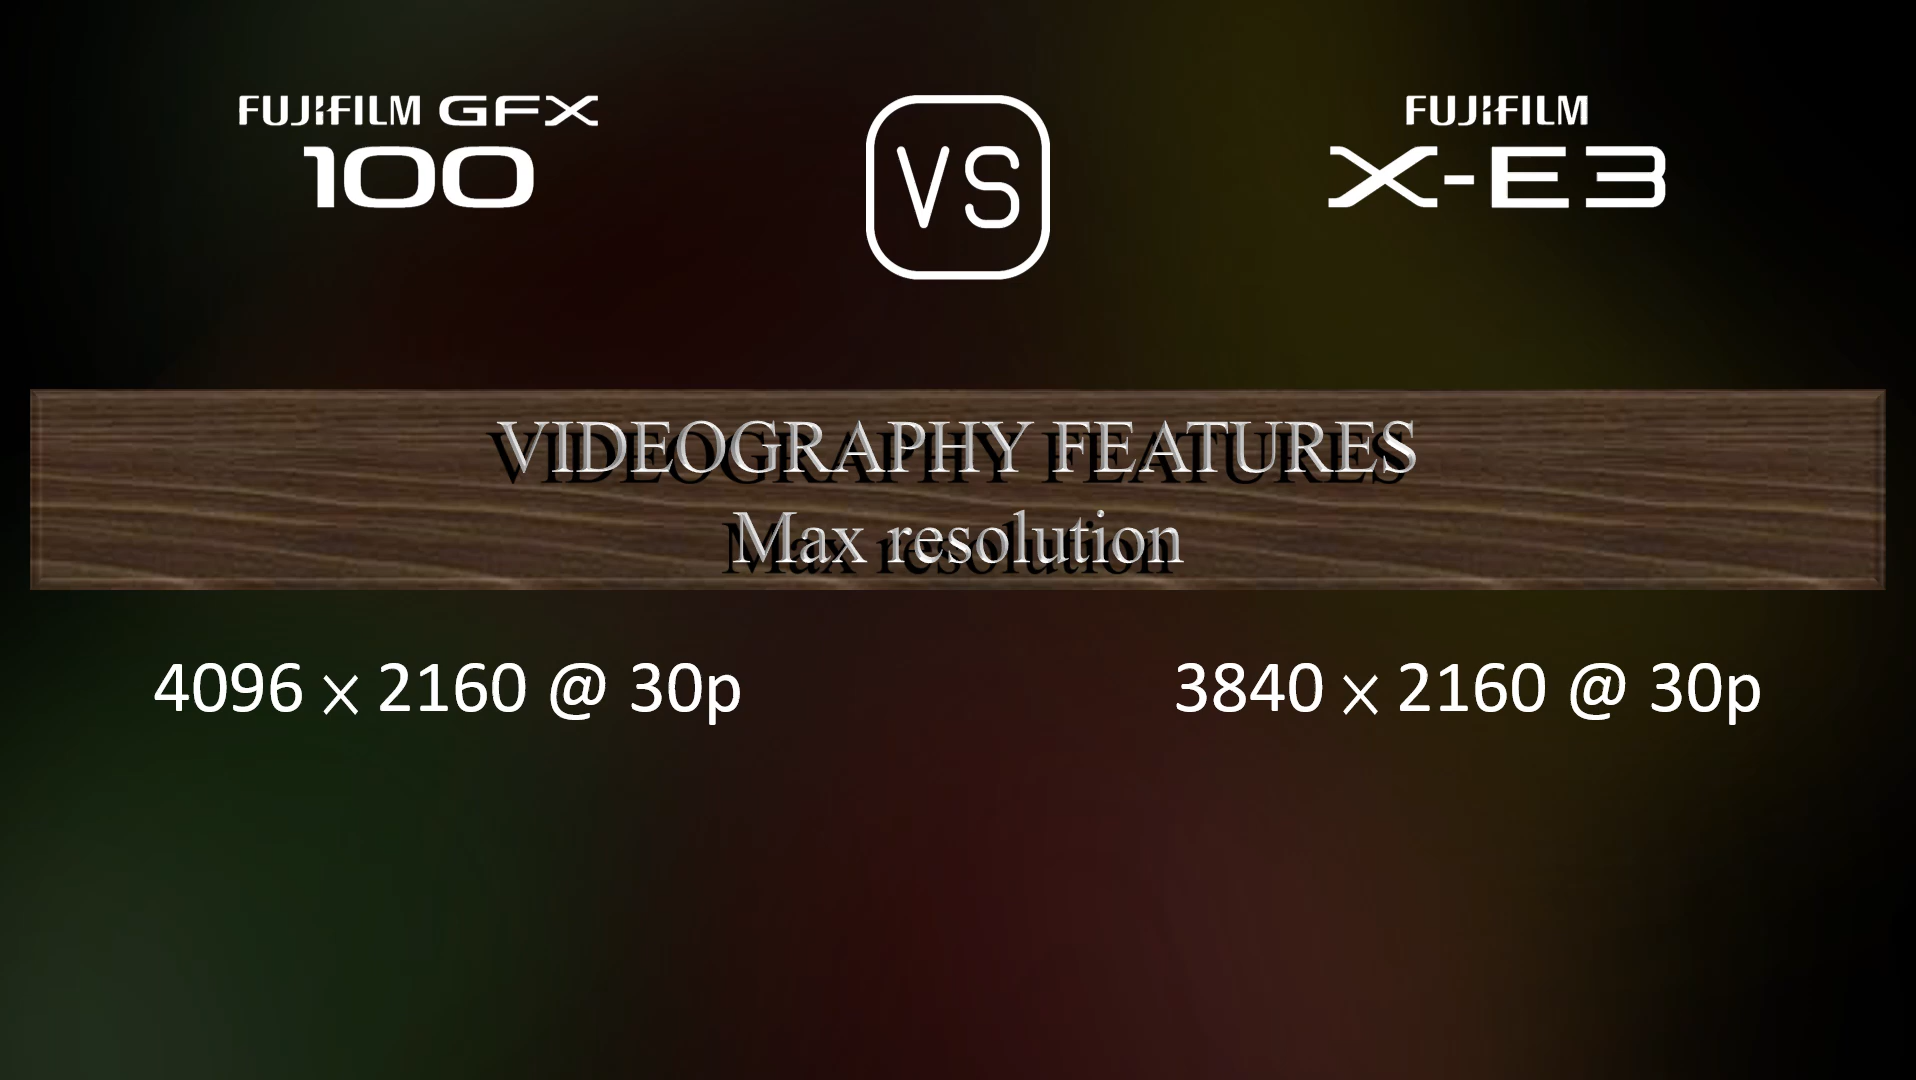 FUJIFILM GFX
100
VS
FUJIFILM
X-E3
VIDEOGRAPHY FEATURES
Max resolution
4096 x 2160 @ 30p
3840 x 2160 @ 30p